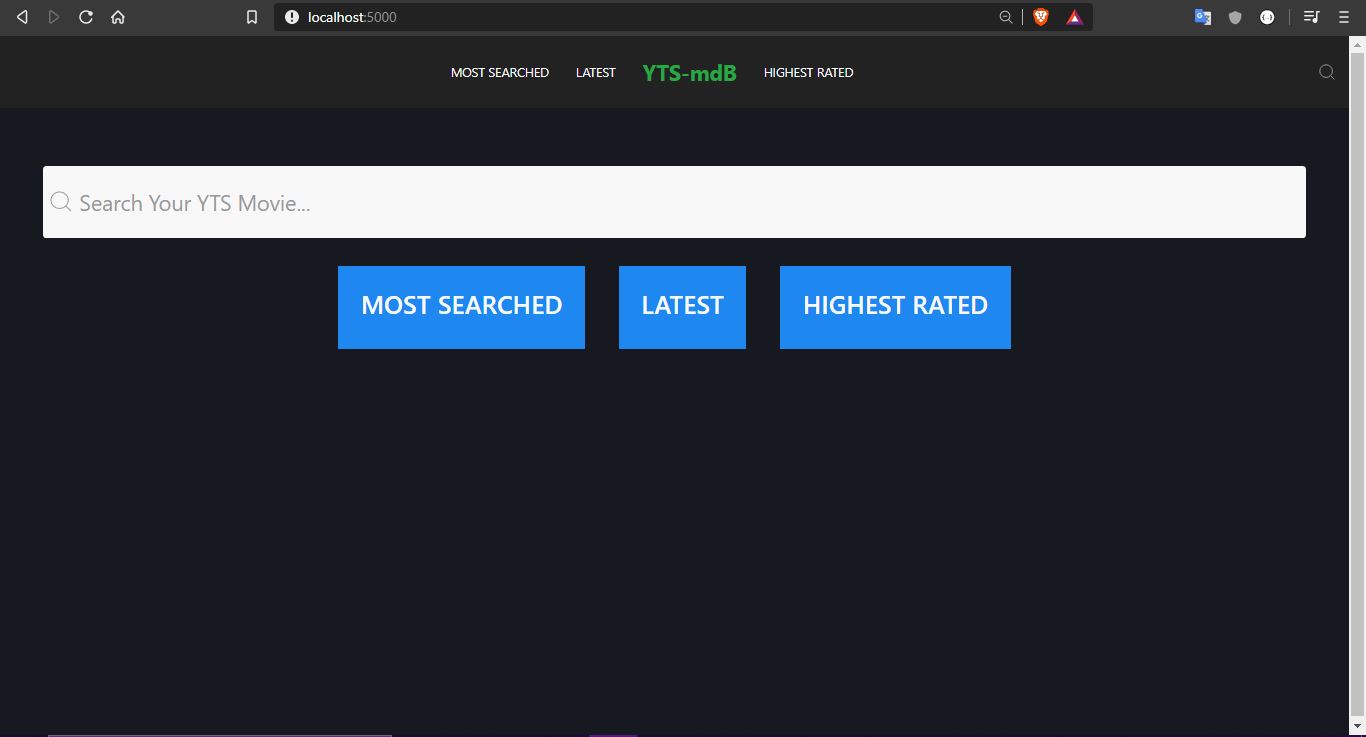 localhost:5000
MOST SEARCHED LATEST YTS-mdB HIGHEST RATED
Search Your YTS Movie...
MOST SEARCHED LATEST HIGHEST RATED